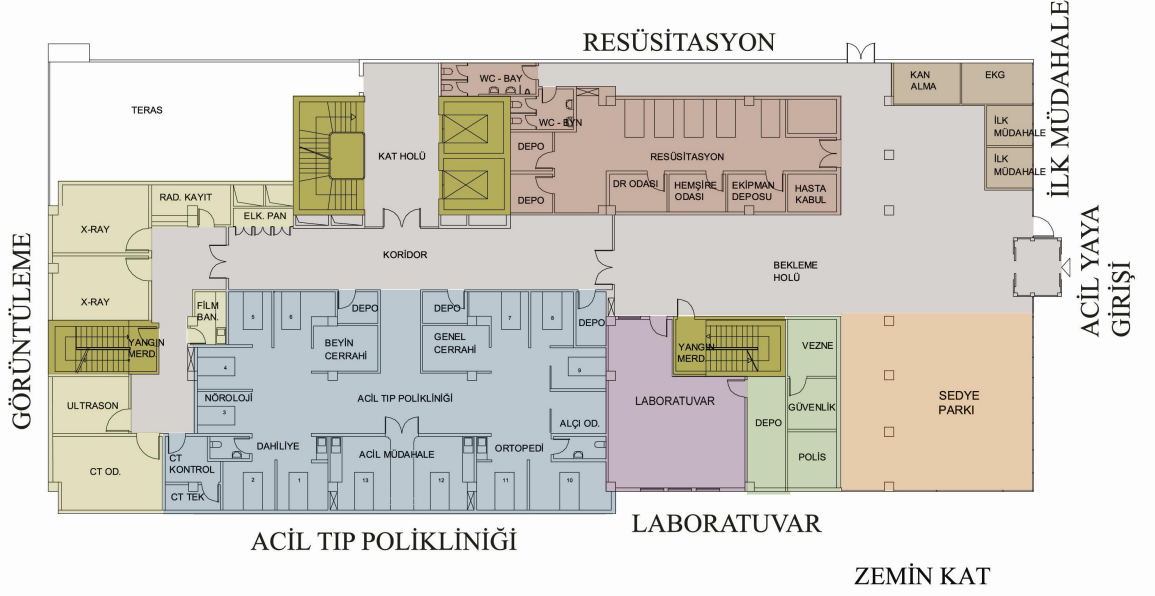 RESÜSİTASYON
İLK MÜDAHALE
ACİL YAYA
GİRİŞİ
GÖRÜNTÜLEME
TERAS
WC - BAY
WC - BYN
KAN
ALMA
EKG
İLK
MÜDAHALE
İLK
MÜDAHALE
KAT HOLÜ
DEPO
DEPO
RESÜSİTASYON
DR ODASI
HEMŞİRE
ODASI
EKİPMAN
DEPOSU
HASTA
KABUL
RAD. KAYIT
ELK. PAN
X-RAY
X-RAY
KORİDOR
BEKLEME
HOLÜ
FİLM
BAN.
YANGIN
MERD.
5
6
DEPO
DEPO
7
8
DEPO
BEYİN
CERRAHİ
GENEL
CERRAHİ
4
9
NÖROLOJİ
3
ACİL TIP POLİKLİNİĞİ
ALÇI OD.
YANGIN
MERD.
VEZNE
LABORATUVAR
GÜVENLİK
DEPO
POLİS
SEDYE
PARKI
ULTRASON
CT OD.
CT
KONTROL
CT TEK
DAHİLİYE
ACİL MÜDAHALE
ORTOPEDİ
2
1
13
12
11
10
ACİL TIP POLİKLİNİĞİ
LABORATUVAR
ZEMİN KAT